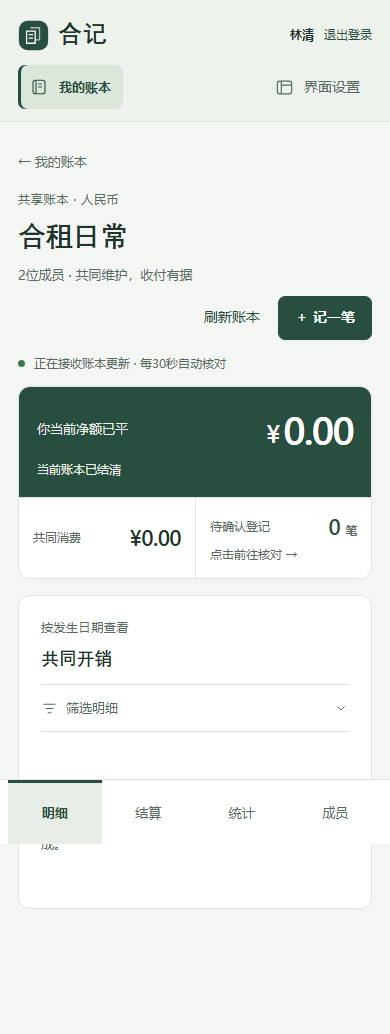 合记
林清 退出登录
我的账本 界面设置
← 我的账本
共享账本 · 人民币
合租日常
2位成员 · 共同维护，收付有据
刷新账本 + 记一笔
正在接收账本更新 · 每30秒自动核对
你当前净额已平 ¥0.00
当前账本已结清
共同消费 ¥0.00
待确认登记 0 笔
点击前往核对 →
按发生日期查看
共同开销
筛选明细
明细 结算 统计 成员